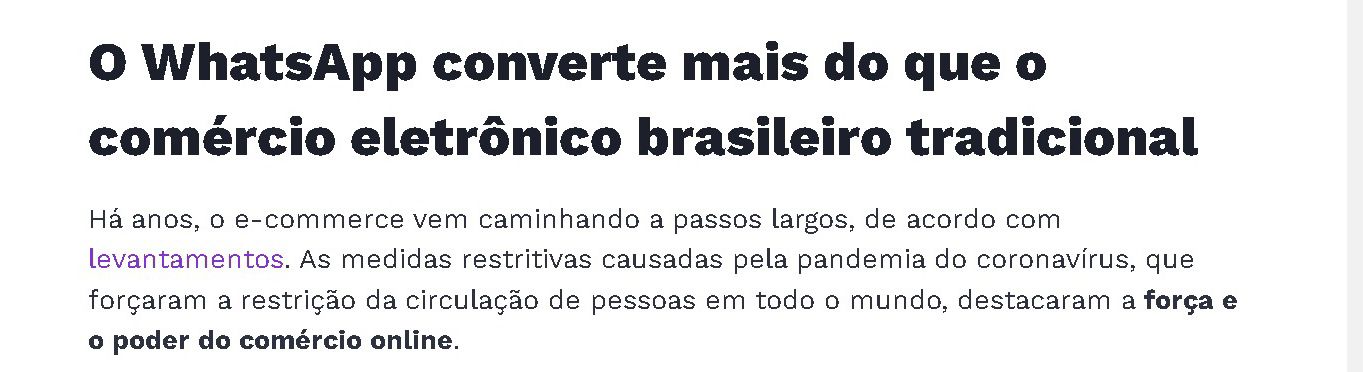 O WhatsApp converte mais do que o
comércio eletrônico brasileiro tradicional
Há anos, o e-commerce vem caminhando a passos largos, de acordo com
levantamentos. As medidas restritivas causadas pela pandemia do coronavírus, que
forçaram a restrição da circulação de pessoas em todo o mundo, destacaram a força e
o poder do comércio online.